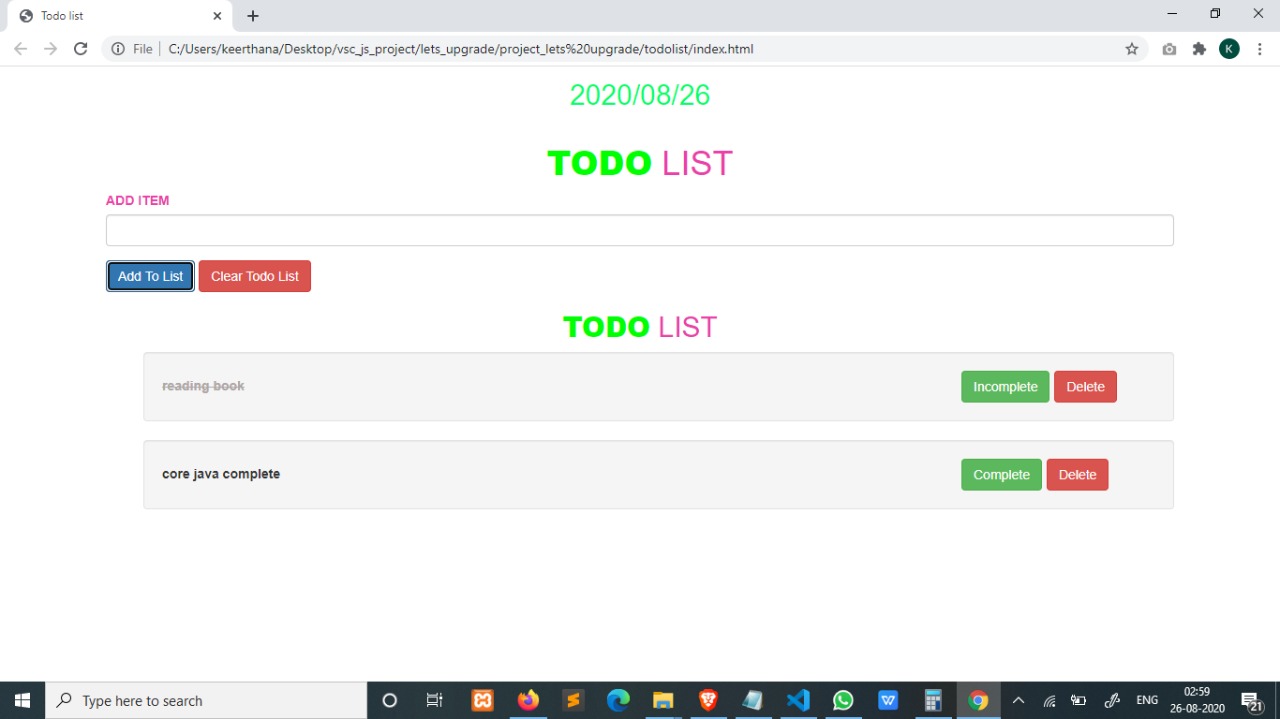 Todo list
File
C:/Users/keerthana/Desktop/vsc_js_project/lets_upgrade/project_lets%20upgrade/todolist/index.html
K
2020/08/26
TODO LIST
ADD ITEM
Add To List Clear Todo List
TODO LIST
reading book Incomplete Delete
core java complete Complete Delete
Type here to search
ENG
02:59
26-08-2020
21